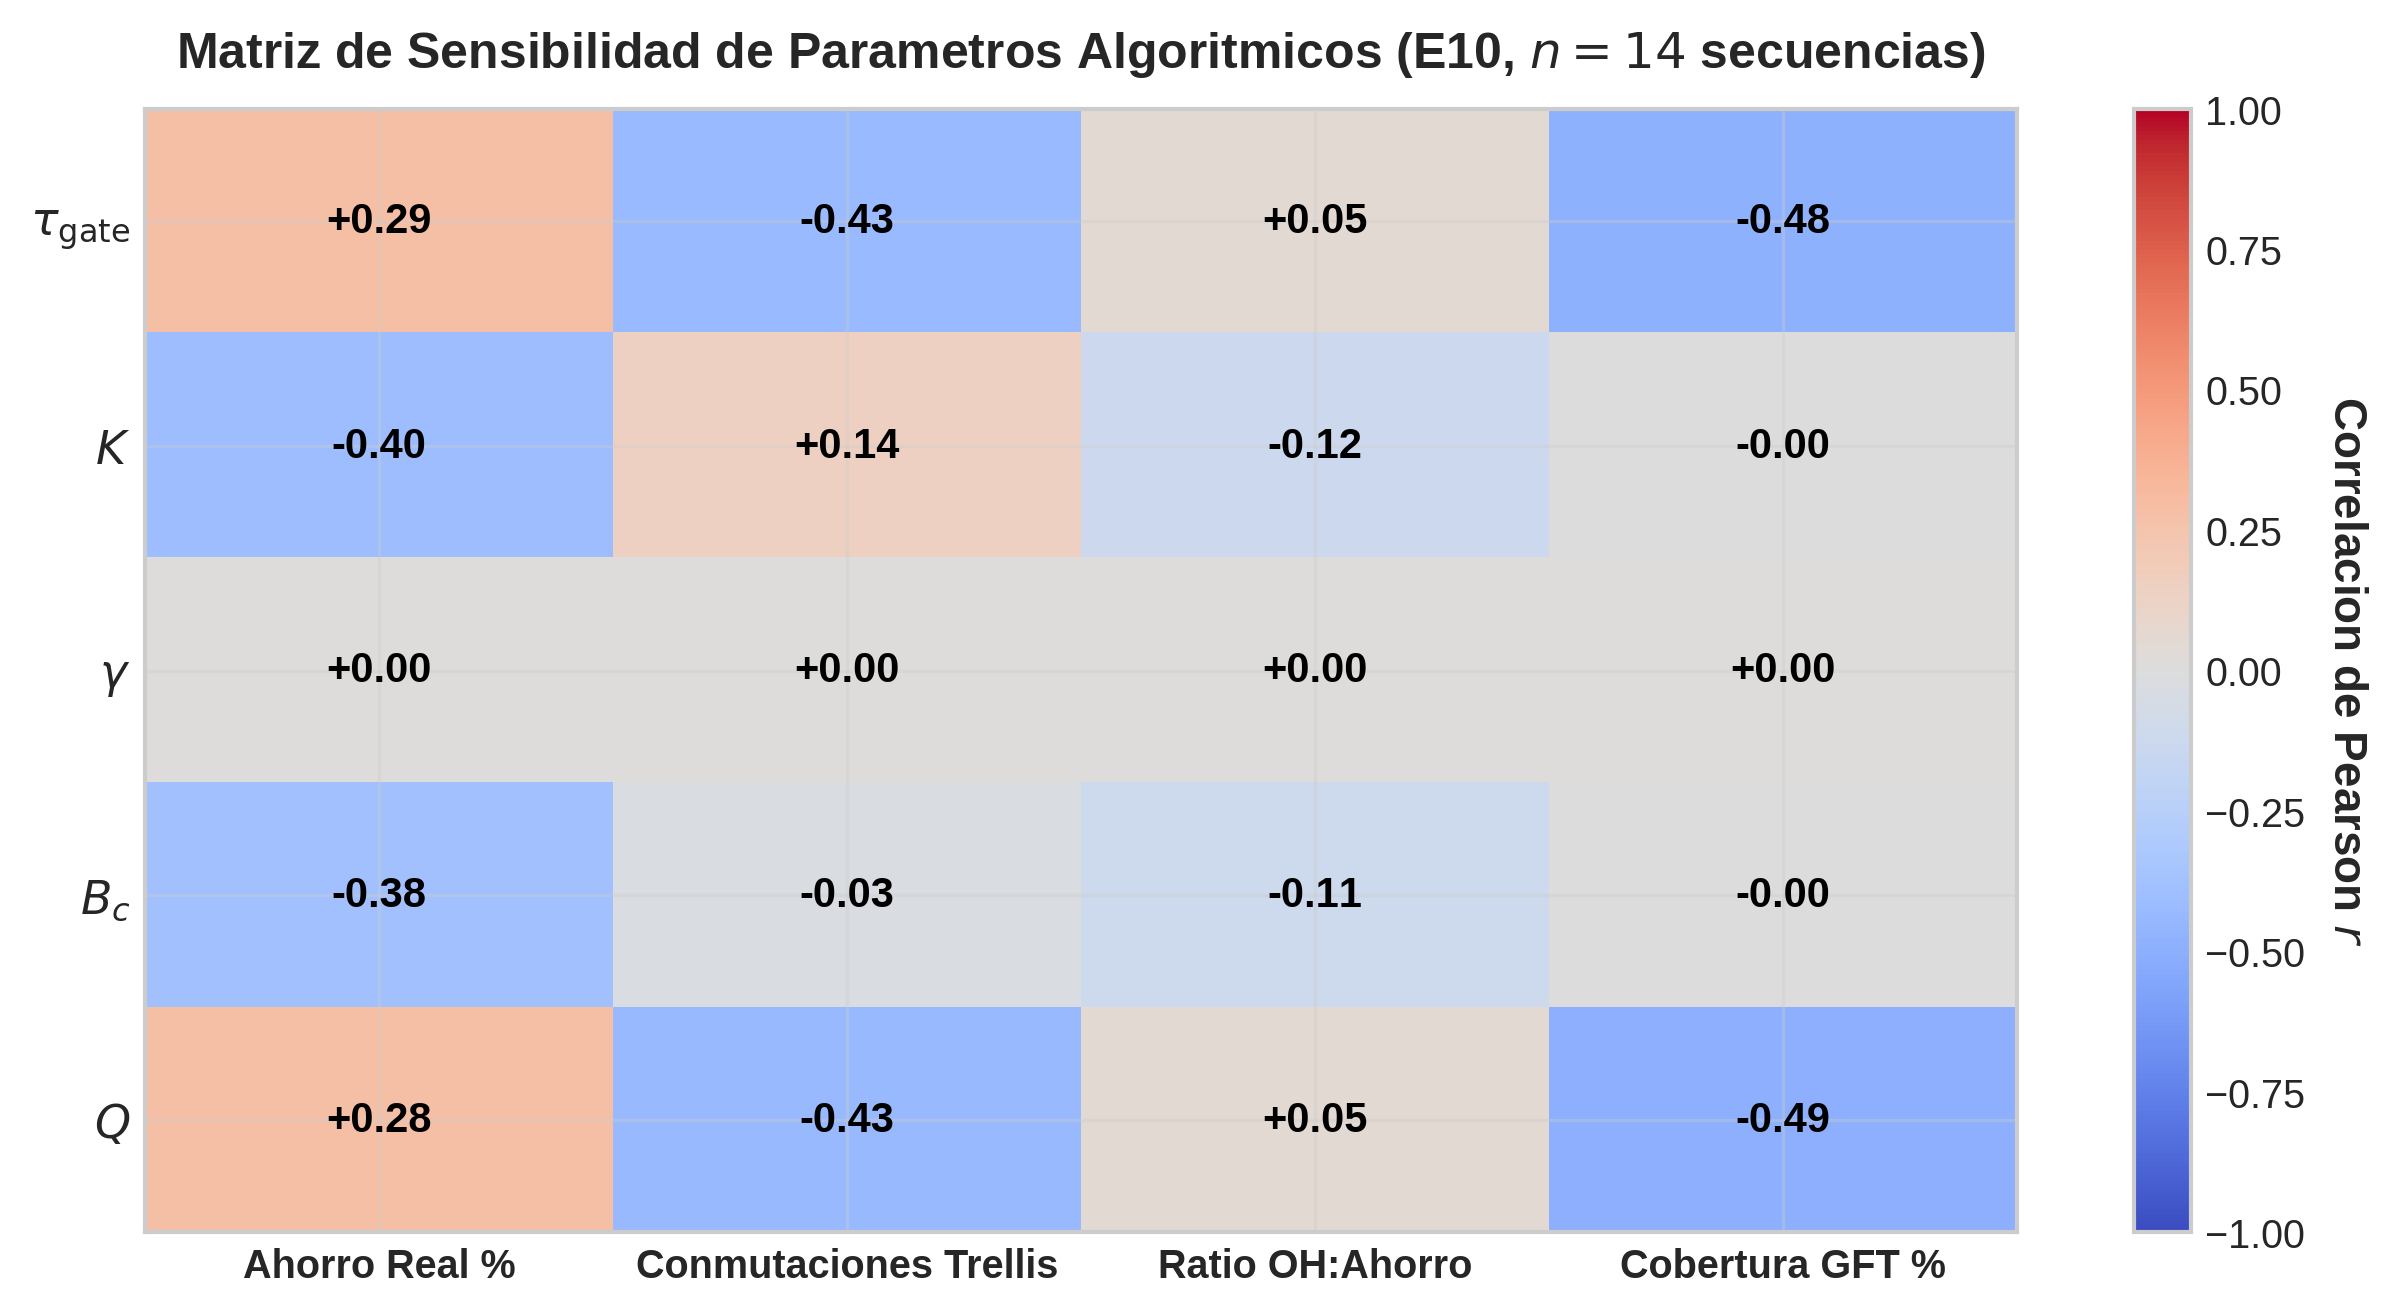 Matriz de Sensibilidad de Parametros Algoritmicos (E10, n = 14 secuencias)
τgate +0.29 -0.43 +0.05 -0.48
K -0.40 +0.14 -0.12 -0.00
γ +0.00 +0.00 +0.00 +0.00
Bc -0.38 -0.03 -0.11 -0.00
Q +0.28 -0.43 +0.05 -0.49
Ahorro Real % Conmutaciones Trellis Ratio OH:Ahorro Cobertura GFT %
1.00
0.75
0.50
0.25
0.00
−0.25
−0.50
−0.75
−1.00
Correlacion de Pearson r